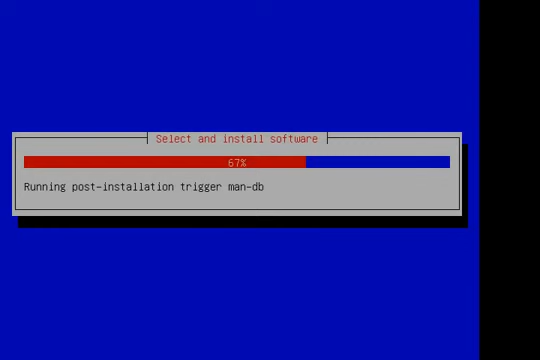 Select and install software
67%
Running post-installation trigger man-db